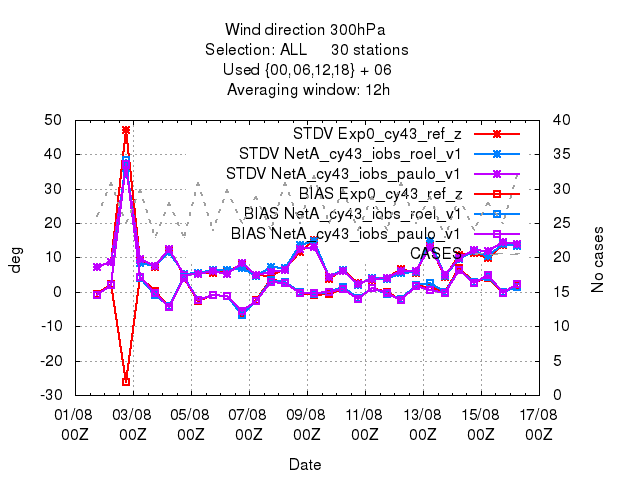 Wind direction 300hPa
Selection: ALL 30 stations
Used {00,06,12,18} + 06
Averaging window: 12h
50 40
STDV Exp0_cy43_ref_z
STDV NetA_cy43_iobs_roel_v1
STDV NetA_cy43_iobs_paulo_v1
BIAS Exp0_cy43_ref_z
BIAS NetA_cy43_iobs_roel_v1
BIAS NetA_cy43_iobs_paulo_v1
CASES
40 35
30 30
20 25
10 20
0 15
-10 10
-20 5
-30 0
deg
No cases
01/08 03/08 05/08 07/08 09/08 11/08 13/08 15/08 17/08
00Z 00Z 00Z 00Z 00Z 00Z 00Z 00Z 00Z
Date